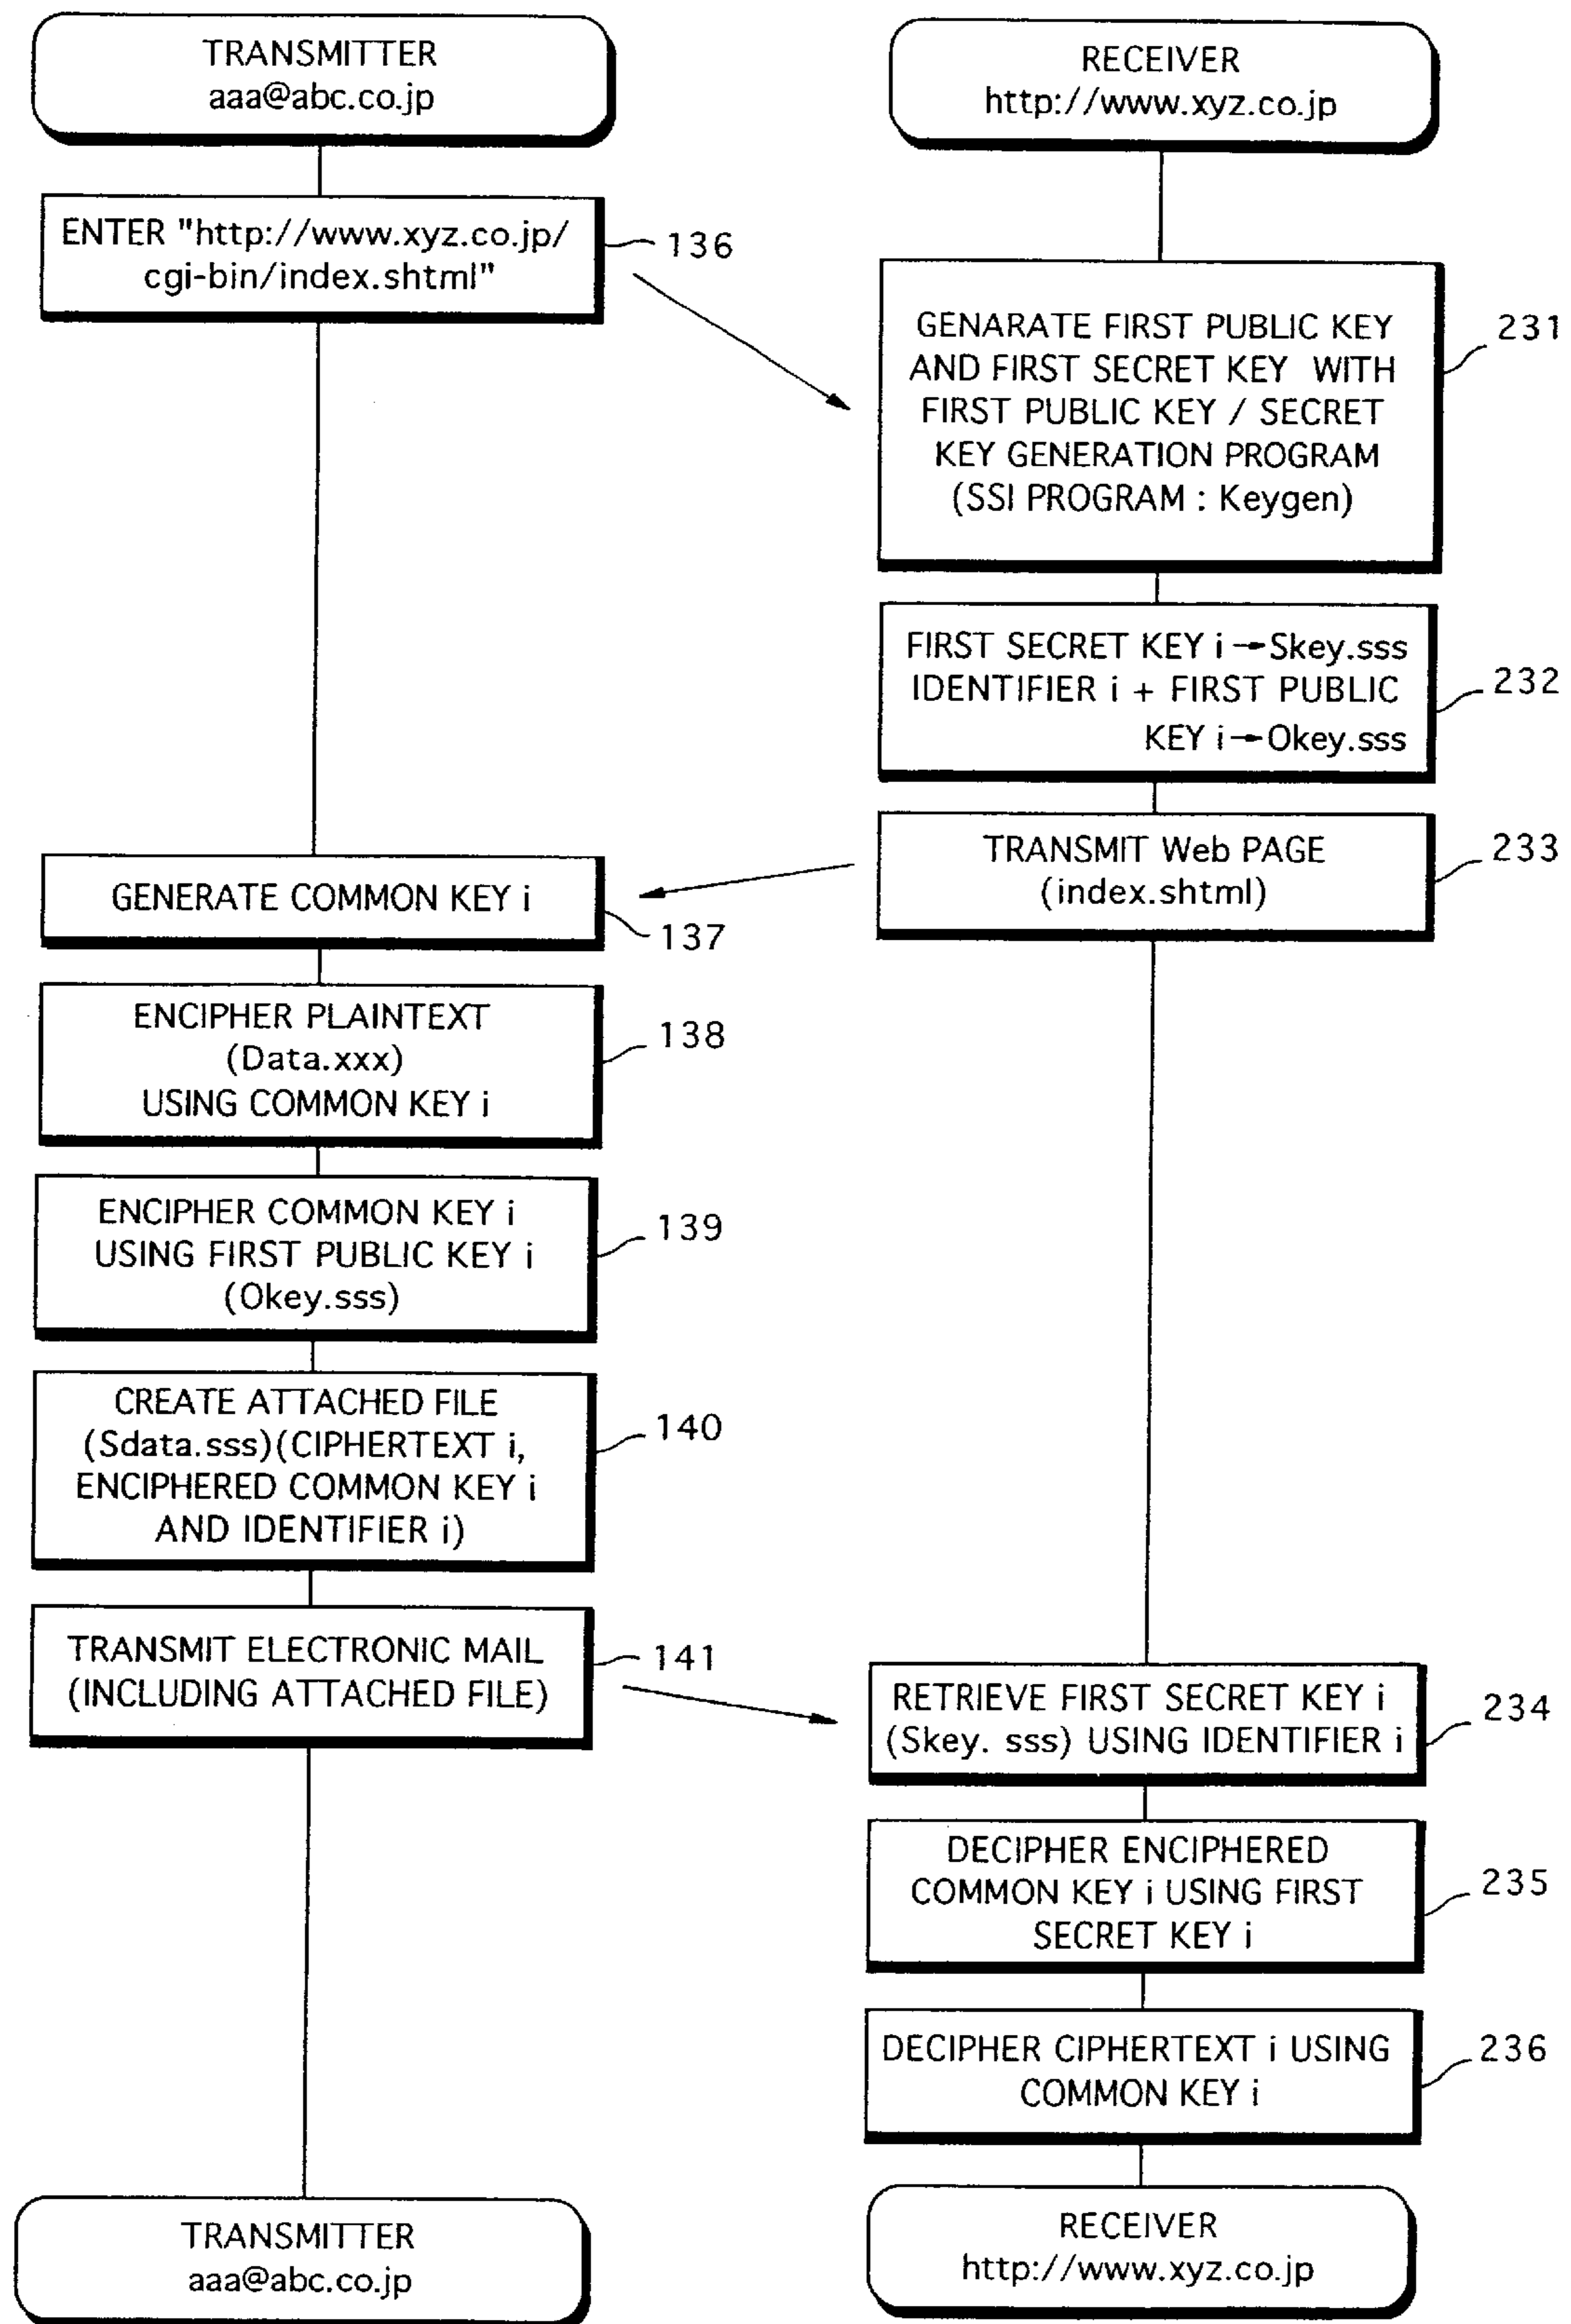 TRANSMITTER
aaa@abc.co.jp
RECEIVER
http://www.xyz.co.jp
ENTER "http://www.xyz.co.jp/
cgi-bin/index.shtml"
136
GENARATE FIRST PUBLIC KEY
AND FIRST SECRET KEY WITH
FIRST PUBLIC KEY / SECRET
KEY GENERATION PROGRAM
(SSI PROGRAM : Keygen)
231
FIRST SECRET KEY i→Skey.sss
IDENTIFIER i + FIRST PUBLIC
KEY i→Okey.sss
232
TRANSMIT Web PAGE
(index.shtml)
233
GENERATE COMMON KEY i
137
ENCIPHER PLAINTEXT
(Data.xxx)
USING COMMON KEY i
138
ENCIPHER COMMON KEY i
USING FIRST PUBLIC KEY i
(Okey.sss)
139
CREATE ATTACHED FILE
(Sdata.sss)(CIPHERTEXT i,
ENCIPHERED COMMON KEY i
AND IDENTIFIER i)
140
TRANSMIT ELECTRONIC MAIL
(INCLUDING ATTACHED FILE)
141
RETRIEVE FIRST SECRET KEY i
(Skey. sss) USING IDENTIFIER i
234
DECIPHER ENCIPHERED
COMMON KEY i USING FIRST
SECRET KEY i
235
DECIPHER CIPHERTEXT i USING
COMMON KEY i
236
TRANSMITTER
aaa@abc.co.jp
RECEIVER
http://www.xyz.co.jp